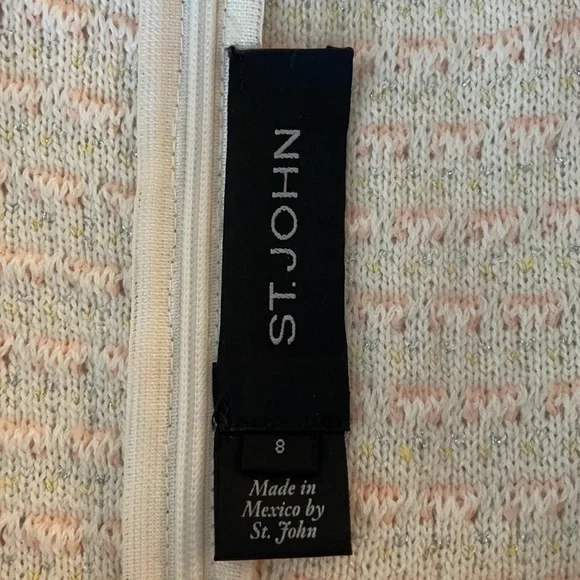 ST. JOHN
8
Made in
Mexico by
St. John